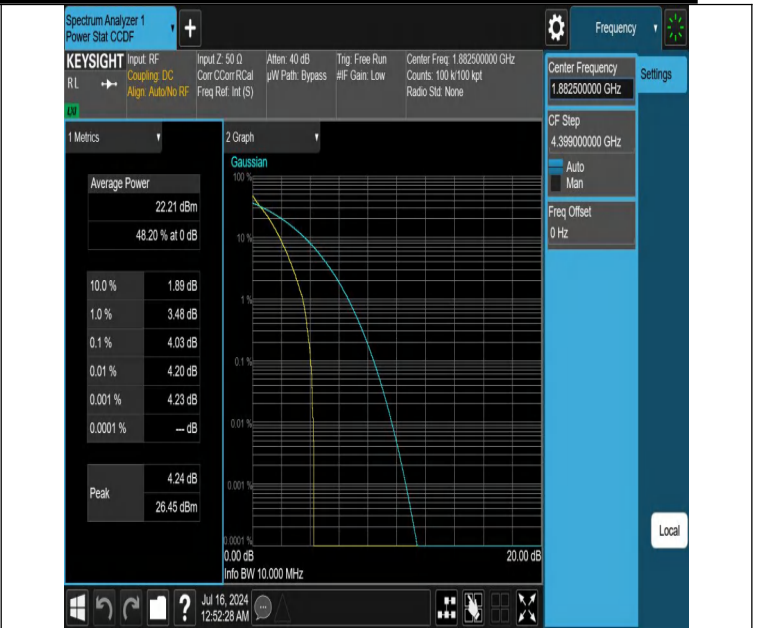 Spectrum Analyzer 1
Power Stat CCDF
+
Frequency
KEYSIGHT
RL
LXI
Input: RF
Coupling: DC
Align: Auto/No RF
Input Z: 50 Ω
Corr CCorr RCal
Freq Ref: Int (S)
Atten: 40 dB
µW Path: Bypass
Trig: Free Run
#IF Gain: Low
Center Freq: 1.882500000 GHz
Counts: 100 k/100 kpt
Radio Std: None
Center Frequency
1.882500000 GHz
Settings
CF Step
4.399000000 GHz
Auto
Man
Freq Offset
0 Hz
1 Metrics
Average Power
22.21 dBm
48.20 % at 0 dB
10.0 % 1.89 dB
1.0 % 3.48 dB
0.1 % 4.03 dB
0.01 % 4.20 dB
0.001 % 4.23 dB
0.0001 % --- dB
Peak
4.24 dB
26.45 dBm
2 Graph
Gaussian
100 %
10 %
1 %
0.1 %
0.01 %
0.001 %
0.0001 %
0.00 dB 20.00 dB
Info BW 10.000 MHz
Local
?
Jul 16, 2024
12:52:28 AM